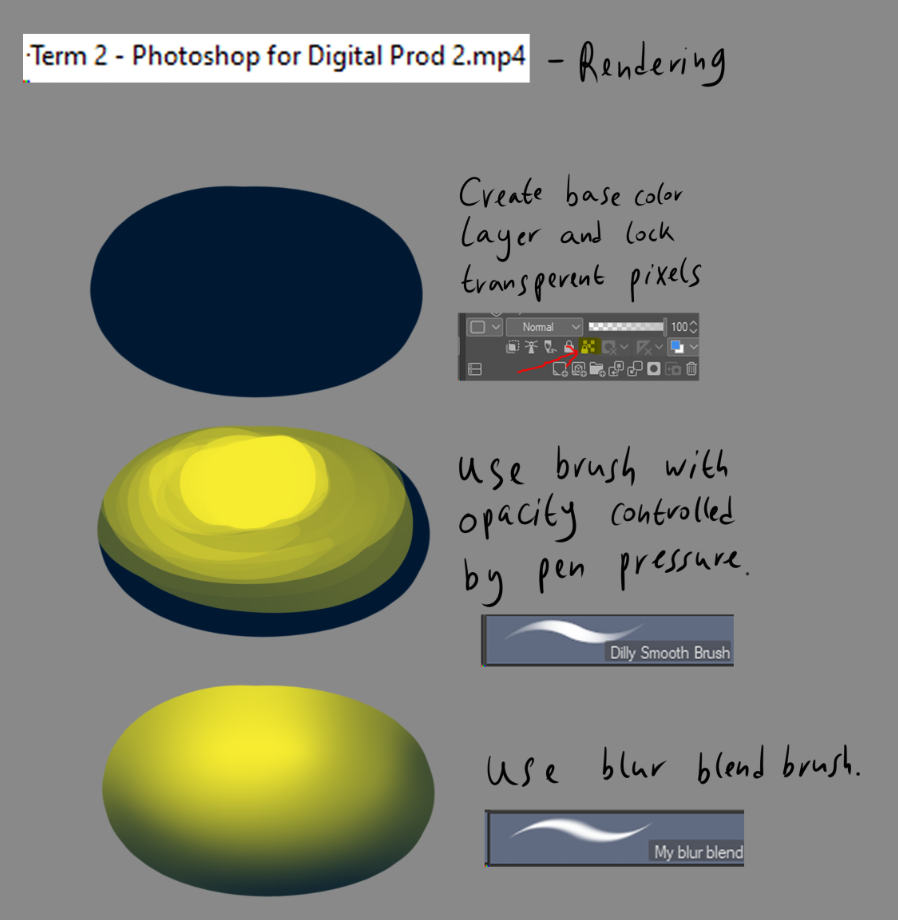 ·Term 2 - Photoshop for Digital Prod 2.mp4 - Rendering
Create base color
Layer and lock
transperent pixels
Normal 100
Use brush with
opacity controlled
by pen pressure.
Dilly Smooth Brush
Use blur blend brush.
My blur blend